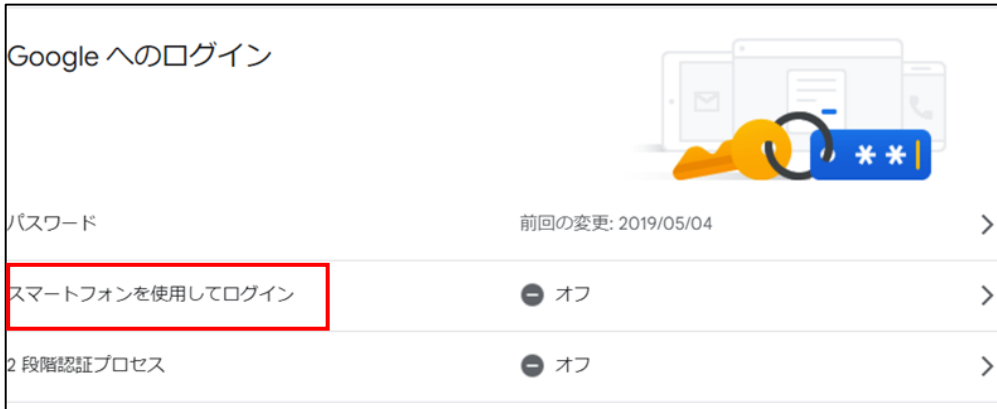 Google へのログイン
**
パスワード 前回の変更: 2019/05/04
スマートフォンを使用してログイン オフ
2 段階認証プロセス オフ